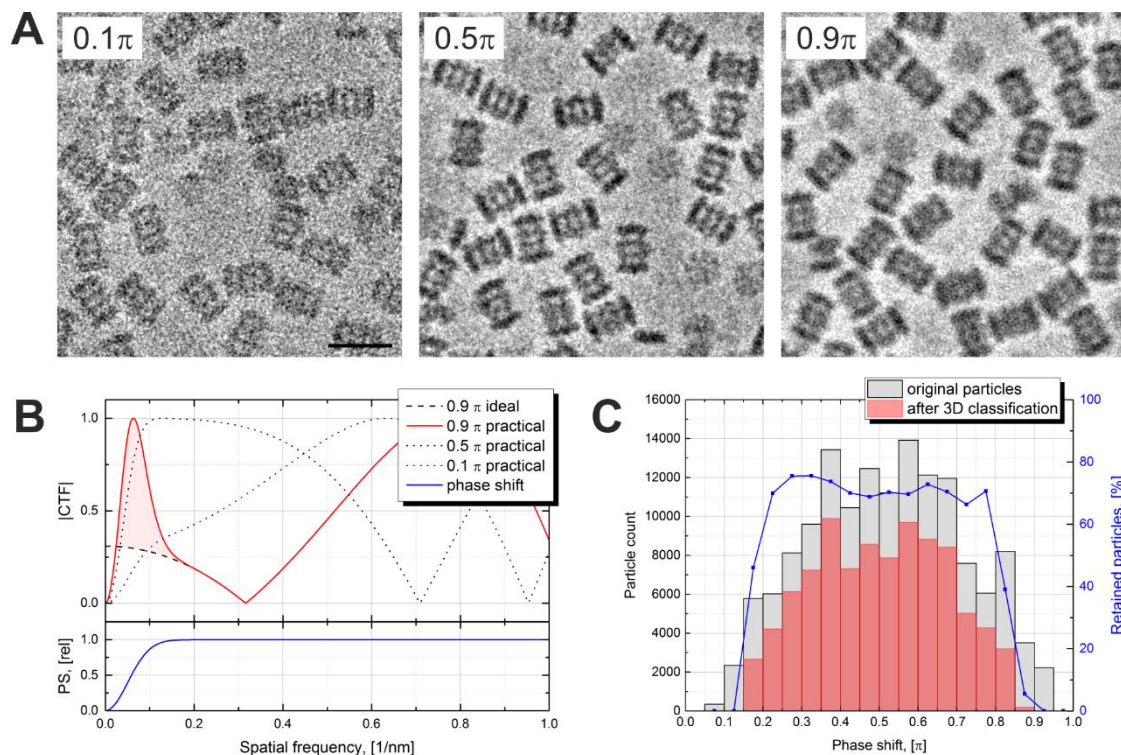 A
0.1π
0.5π
0.9π
B
|CTF|
1.0
0.5
0.0
0.9 π ideal
0.9 π practical
0.5 π practical
0.1 π practical
phase shift
PS, [rel]
1.0
0.5
0.0
0.0 0.2 0.4 0.6 0.8 1.0
Spatial frequency, [1/nm]
C
original particles
after 3D classification
Particle count
16000
14000
12000
10000
8000
6000
4000
2000
0
100
80
60
40
20
0
Retained particles, [%]
0.0 0.1 0.2 0.3 0.4 0.5 0.6 0.7 0.8 0.9 1.0
Phase shift, [π]